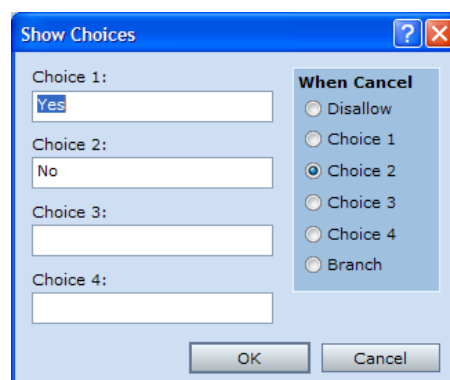 Show Choices
?
X
Choice 1:
Yes
Choice 2:
No
Choice 3:
Choice 4:
When Cancel
Disallow
Choice 1
Choice 2
Choice 3
Choice 4
Branch
OK
Cancel